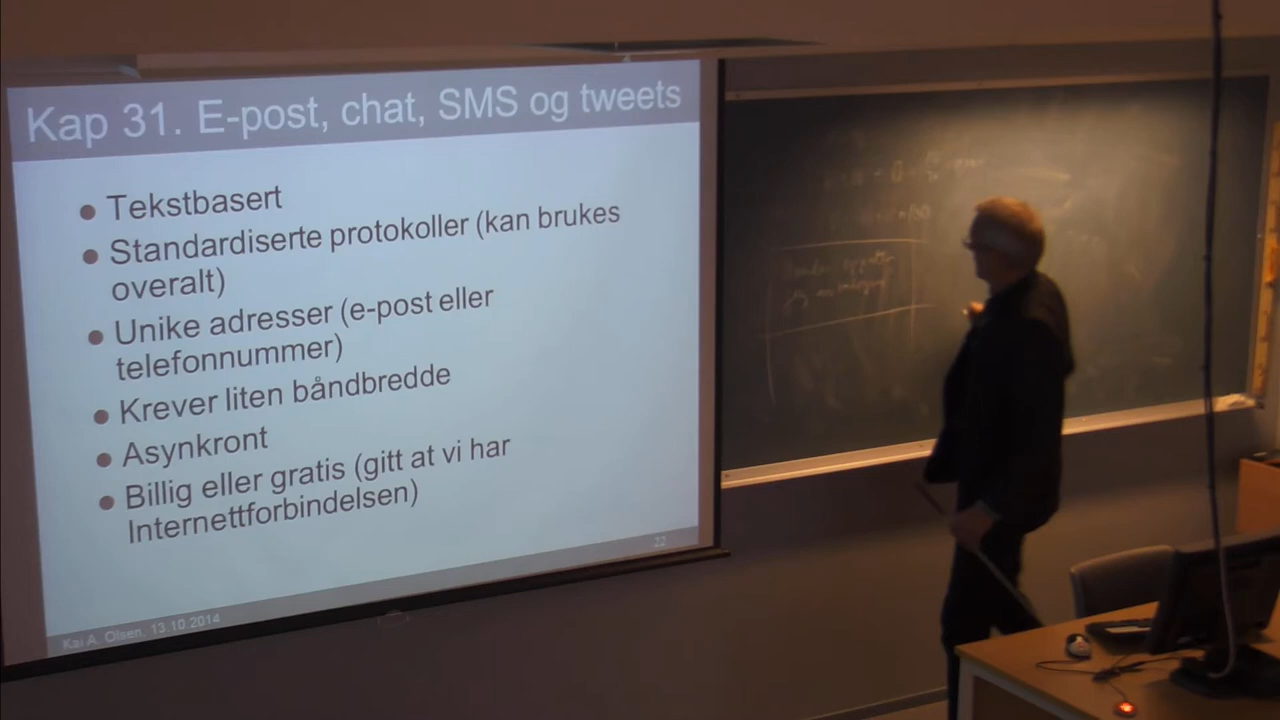 Kap 31. E-post, chat, SMS og tweets
Tekstbasert
Standardiserte protokoller (kan brukes
overalt)
Unike adresser (e-post eller
telefonnummer)
Krever liten båndbredde
Asynkront
Billig eller gratis (gitt at vi har
Internettforbindelsen)
22
Kai A. Olsen, 13.10.2014